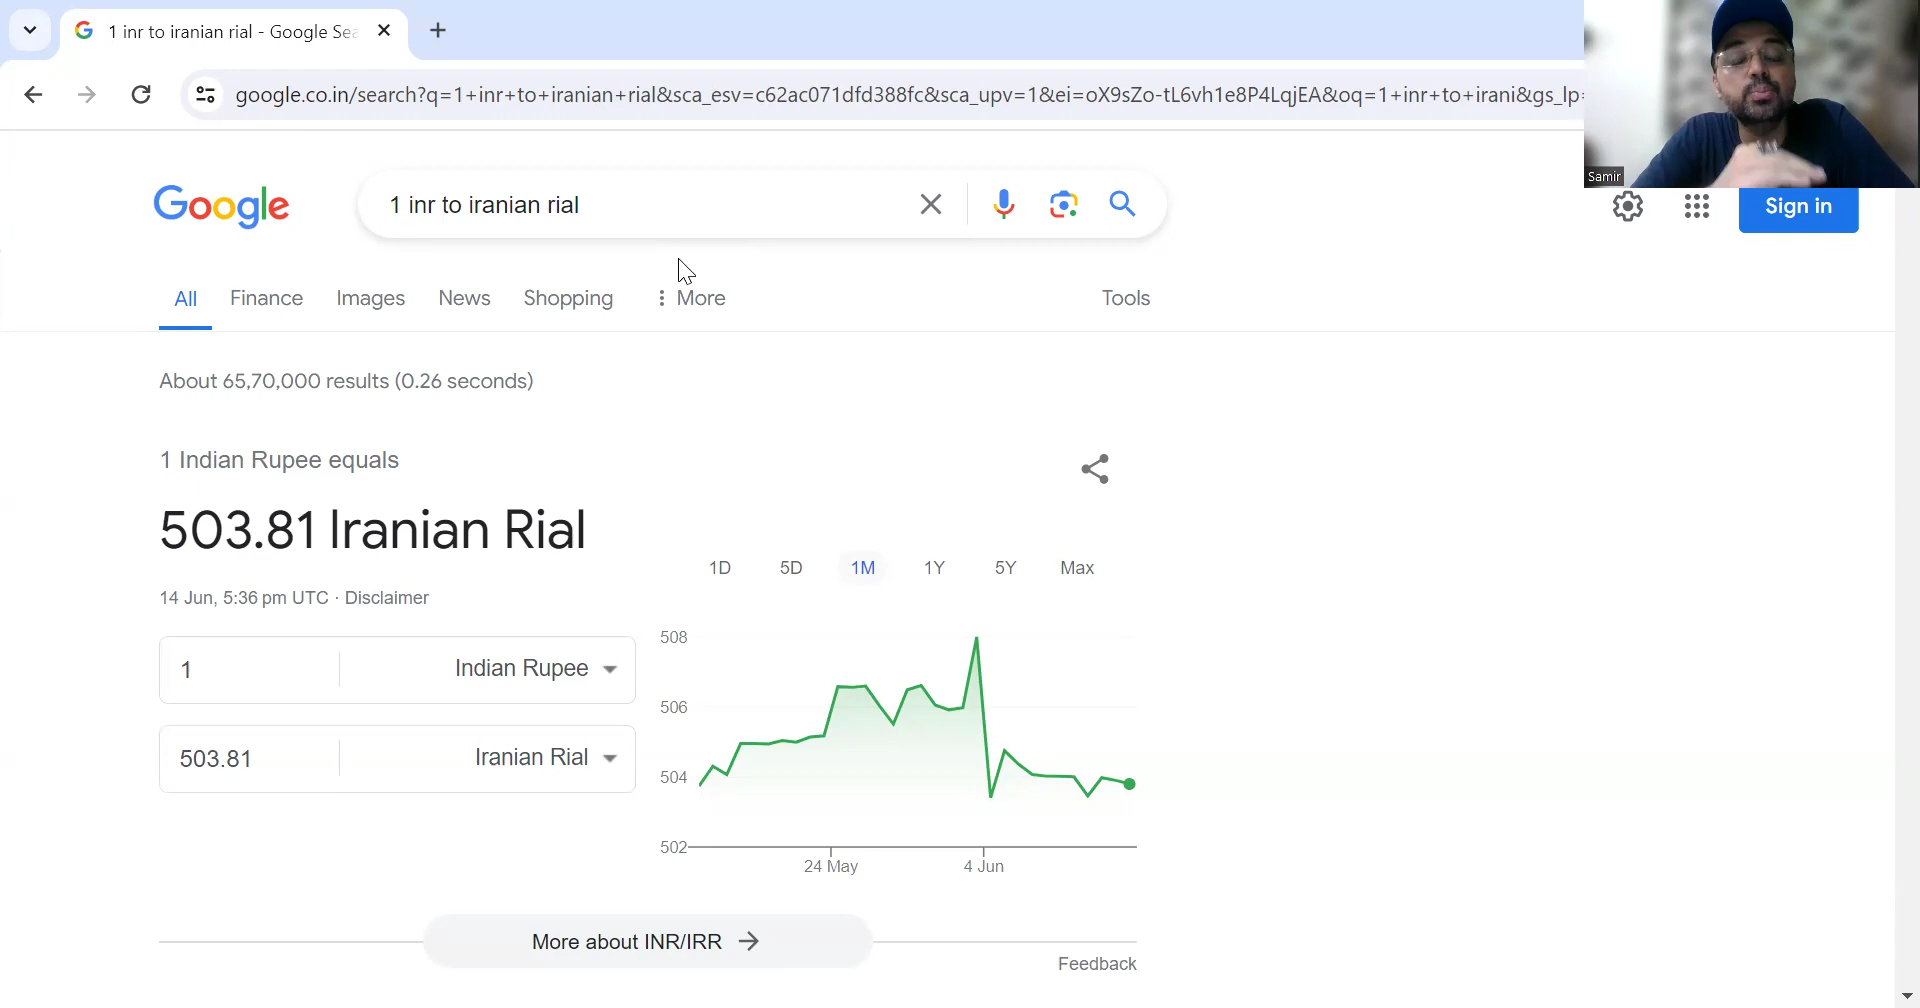 1 inr to iranian rial - Google Sea
google.co.in/search?q=1+inr+to+iranian+rial&sca_esv=c62ac071dfd388fc&sca_upv=1&ei=oX9sZo-tL6vh1e8P4LqjEA&oq=1+inr+to+irani&gs_lp=
Samir
Google
1 inr to iranian rial
Sign in
All Finance Images News Shopping More Tools
About 65,70,000 results (0.26 seconds)
1 Indian Rupee equals
503.81 Iranian Rial
14 Jun, 5:36 pm UTC · Disclaimer
1 Indian Rupee
503.81 Iranian Rial
1D 5D 1M 1Y 5Y Max
508
506
504
502
24 May 4 Jun
More about INR/IRR
Feedback